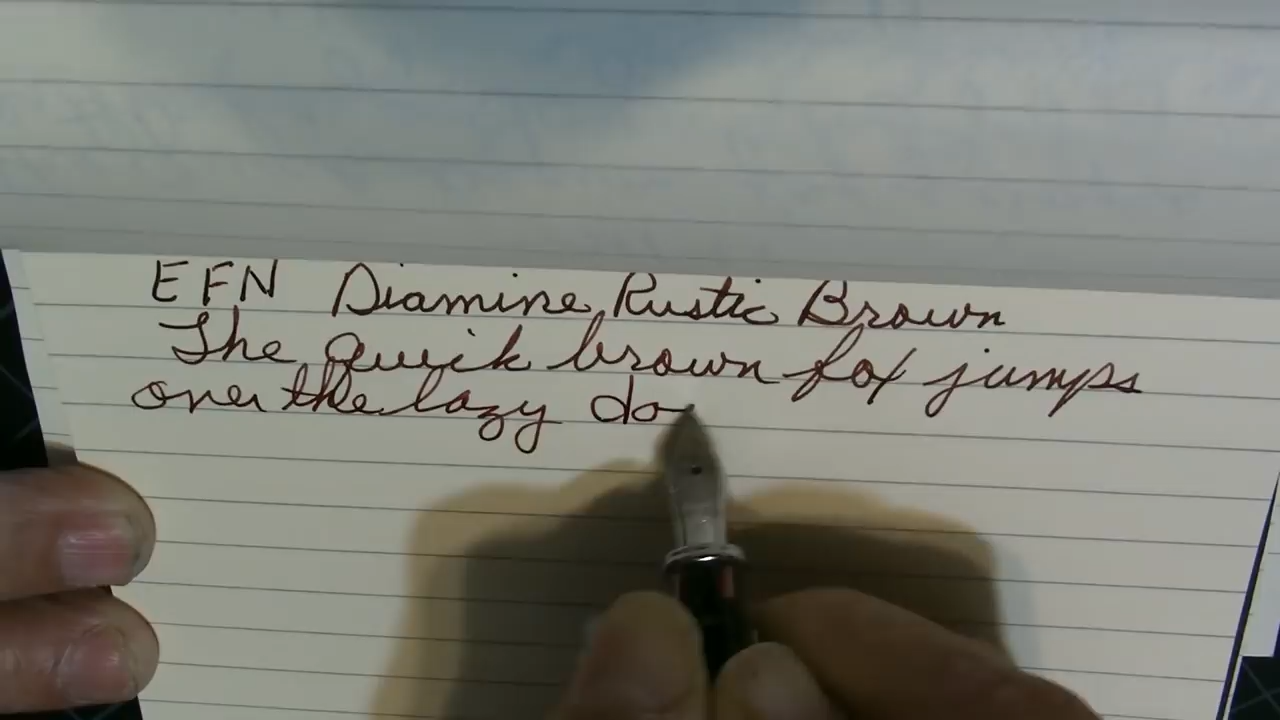 EFN Diamine Rustic Brown
The quick brown fox jumps
over the lazy do